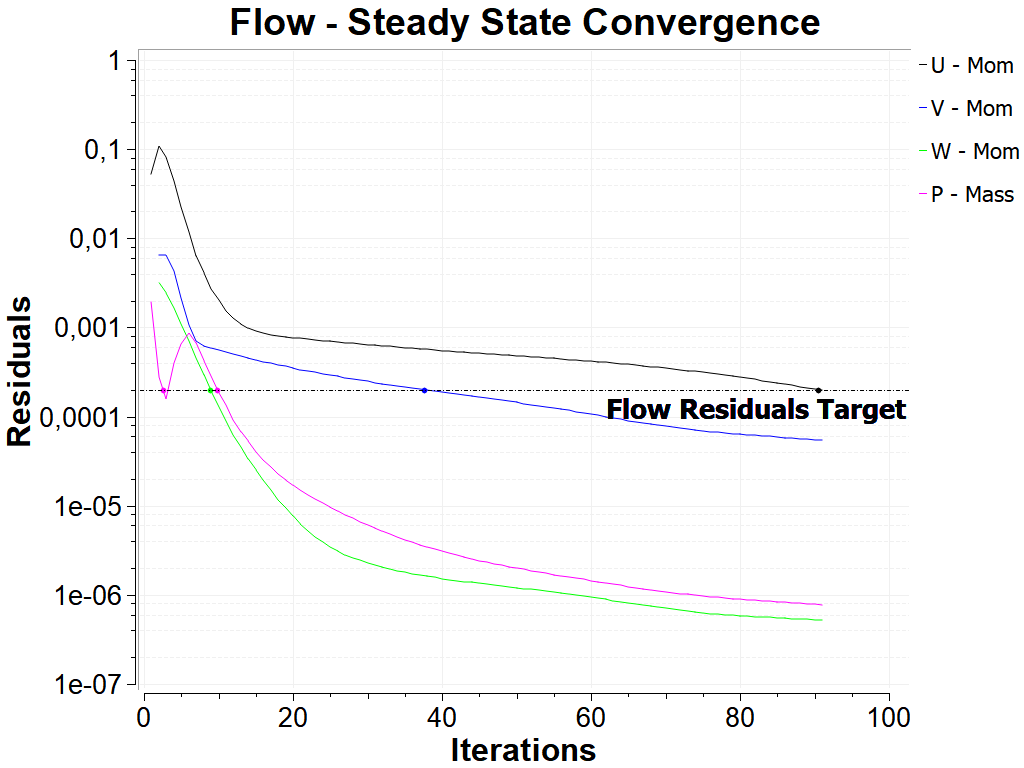 Flow - Steady State Convergence
1
0,1
0,01
0,001
0,0001
1e-05
1e-06
1e-07
Residuals
U - Mom
V - Mom
W - Mom
P - Mass
Flow Residuals Target
0 20 40 60 80 100
Iterations